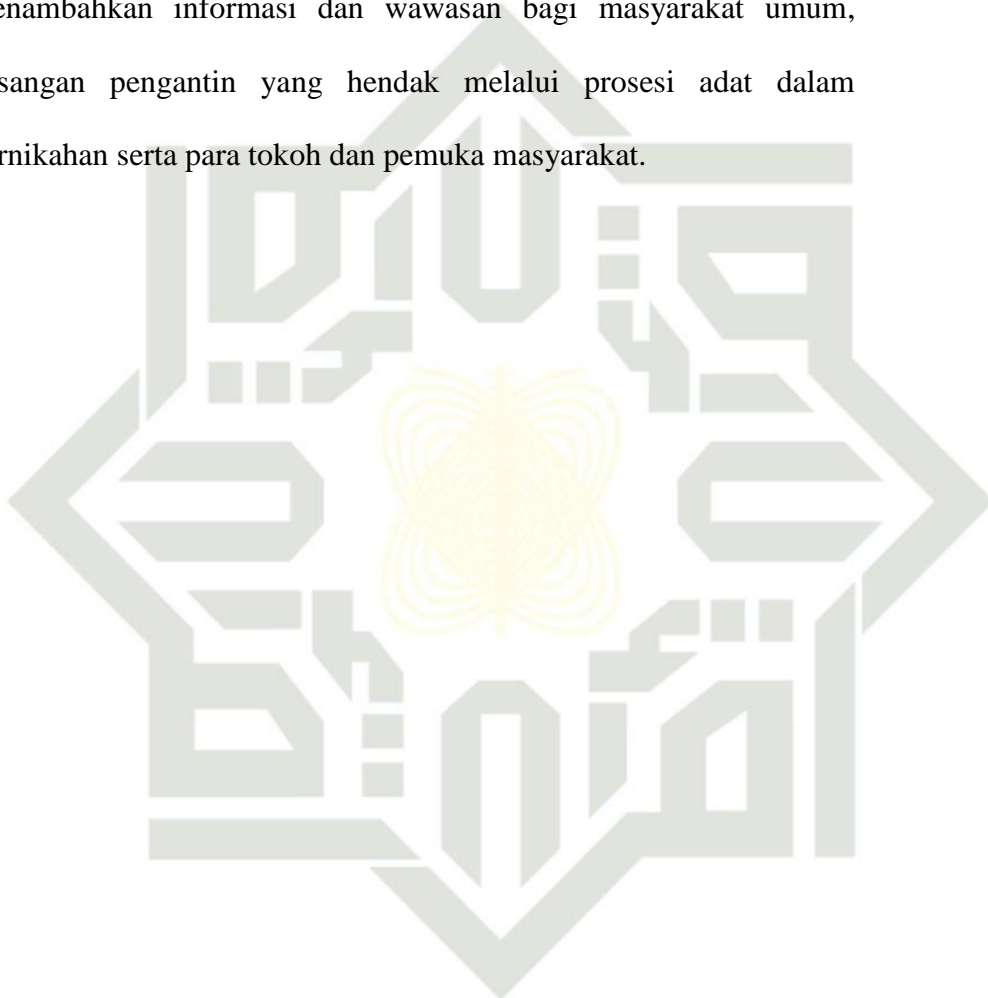 enambahkan informasi dan wawasan bagi masyarakat umum,
sangan pengantin yang hendak melalui prosesi adat dalam
rnikahan serta para tokoh dan pemuka masyarakat.